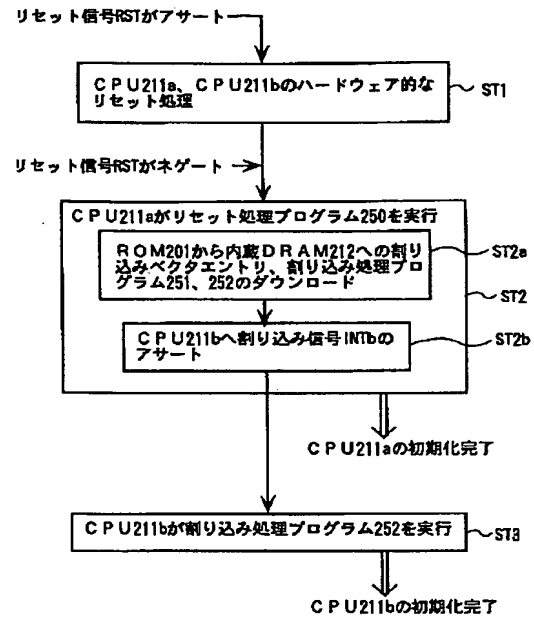 リセット信号RSTがアサート
CPU211a、CPU211bのハードウェア的な
リセット処理
ST1
リセット信号RSTがネゲート
CPU211aがリセット処理プログラム250を実行
ROM201から内蔵DRAM212への割り
込みベクタエントリ、割り込み処理プロ
グラム251、252のダウンロード
ST2a
ST2
CPU211bへ割り込み信号INTbの
アサート
ST2b
CPU211aの初期化完了
CPU211bが割り込み処理プログラム252を実行
ST3
CPU211bの初期化完了